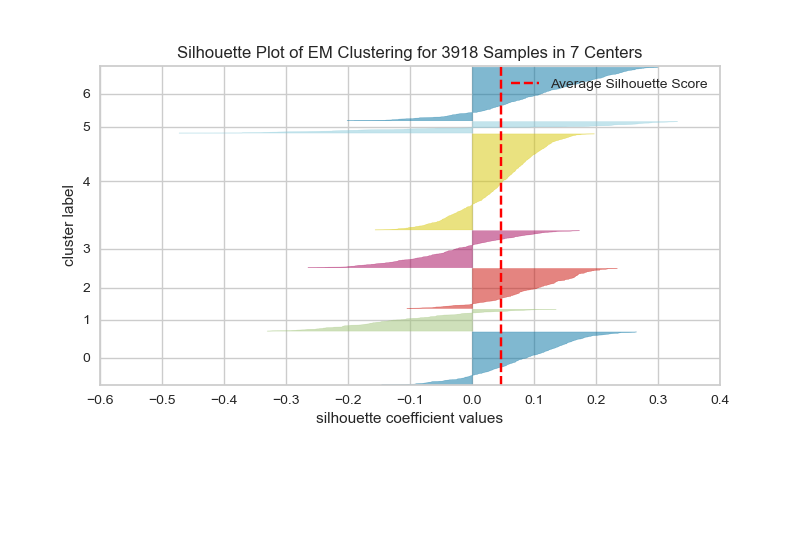 Silhouette Plot of EM Clustering for 3918 Samples in 7 Centers
Average Silhouette Score
6
5
4
3
2
1
0
cluster label
−0.6 −0.5 −0.4 −0.3 −0.2 −0.1 0.0 0.1 0.2 0.3 0.4
silhouette coefficient values